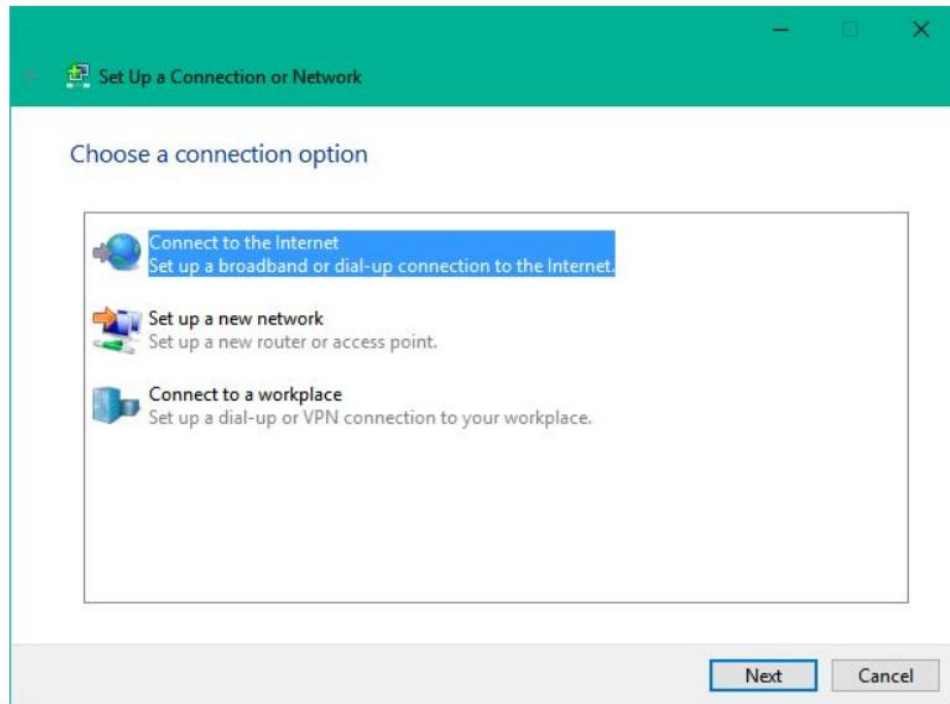 Set Up a Connection or Network
Choose a connection option
Connect to the Internet
Set up a broadband or dial-up connection to the Internet.
Set up a new network
Set up a new router or access point.
Connect to a workplace
Set up a dial-up or VPN connection to your workplace.
Next
Cancel